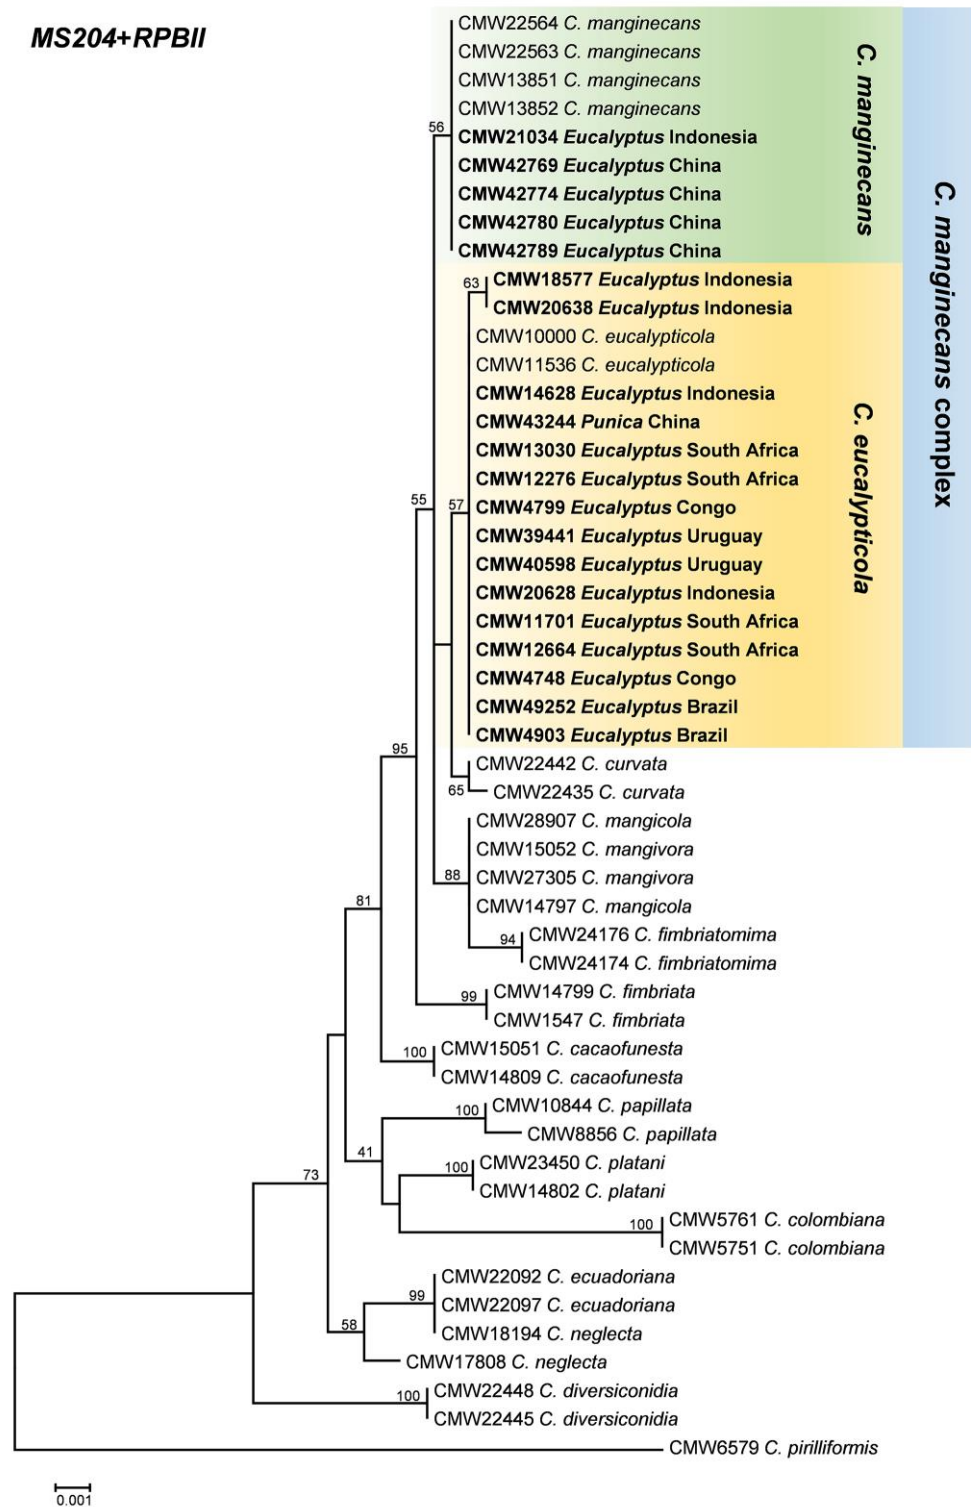 MS204+RPBII
CMW22564 C. manginecans
CMW22563 C. manginecans
CMW13851 C. manginecans
CMW13852 C. manginecans
56
CMW21034 Eucalyptus Indonesia
CMW42769 Eucalyptus China
CMW42774 Eucalyptus China
CMW42780 Eucalyptus China
CMW42789 Eucalyptus China
C. manginecans
C. manginecans complex
63
CMW18577 Eucalyptus Indonesia
CMW20638 Eucalyptus Indonesia
CMW10000 C. eucalypticola
CMW11536 C. eucalypticola
CMW14628 Eucalyptus Indonesia
CMW43244 Punica China
CMW13030 Eucalyptus South Africa
CMW12276 Eucalyptus South Africa
55
57
CMW4799 Eucalyptus Congo
CMW39441 Eucalyptus Uruguay
CMW40598 Eucalyptus Uruguay
CMW20628 Eucalyptus Indonesia
CMW11701 Eucalyptus South Africa
CMW12664 Eucalyptus South Africa
CMW4748 Eucalyptus Congo
CMW49252 Eucalyptus Brazil
CMW4903 Eucalyptus Brazil
C. eucalypticola
95
CMW22442 C. curvata
65
CMW22435 C. curvata
CMW28907 C. mangicola
CMW15052 C. mangivora
88
CMW27305 C. mangivora
CMW14797 C. mangicola
81
94
CMW24176 C. fimbriatomima
CMW24174 C. fimbriatomima
99
CMW14799 C. fimbriata
CMW1547 C. fimbriata
100
CMW15051 C. cacaofunesta
CMW14809 C. cacaofunesta
100
CMW10844 C. papillata
CMW8856 C. papillata
41
100
CMW23450 C. platani
CMW14802 C. platani
73
100
CMW5761 C. colombiana
CMW5751 C. colombiana
CMW22092 C. ecuadoriana
99
CMW22097 C. ecuadoriana
CMW18194 C. neglecta
58
CMW17808 C. neglecta
100
CMW22448 C. diversiconidia
CMW22445 C. diversiconidia
CMW6579 C. pirilliformis
0.001